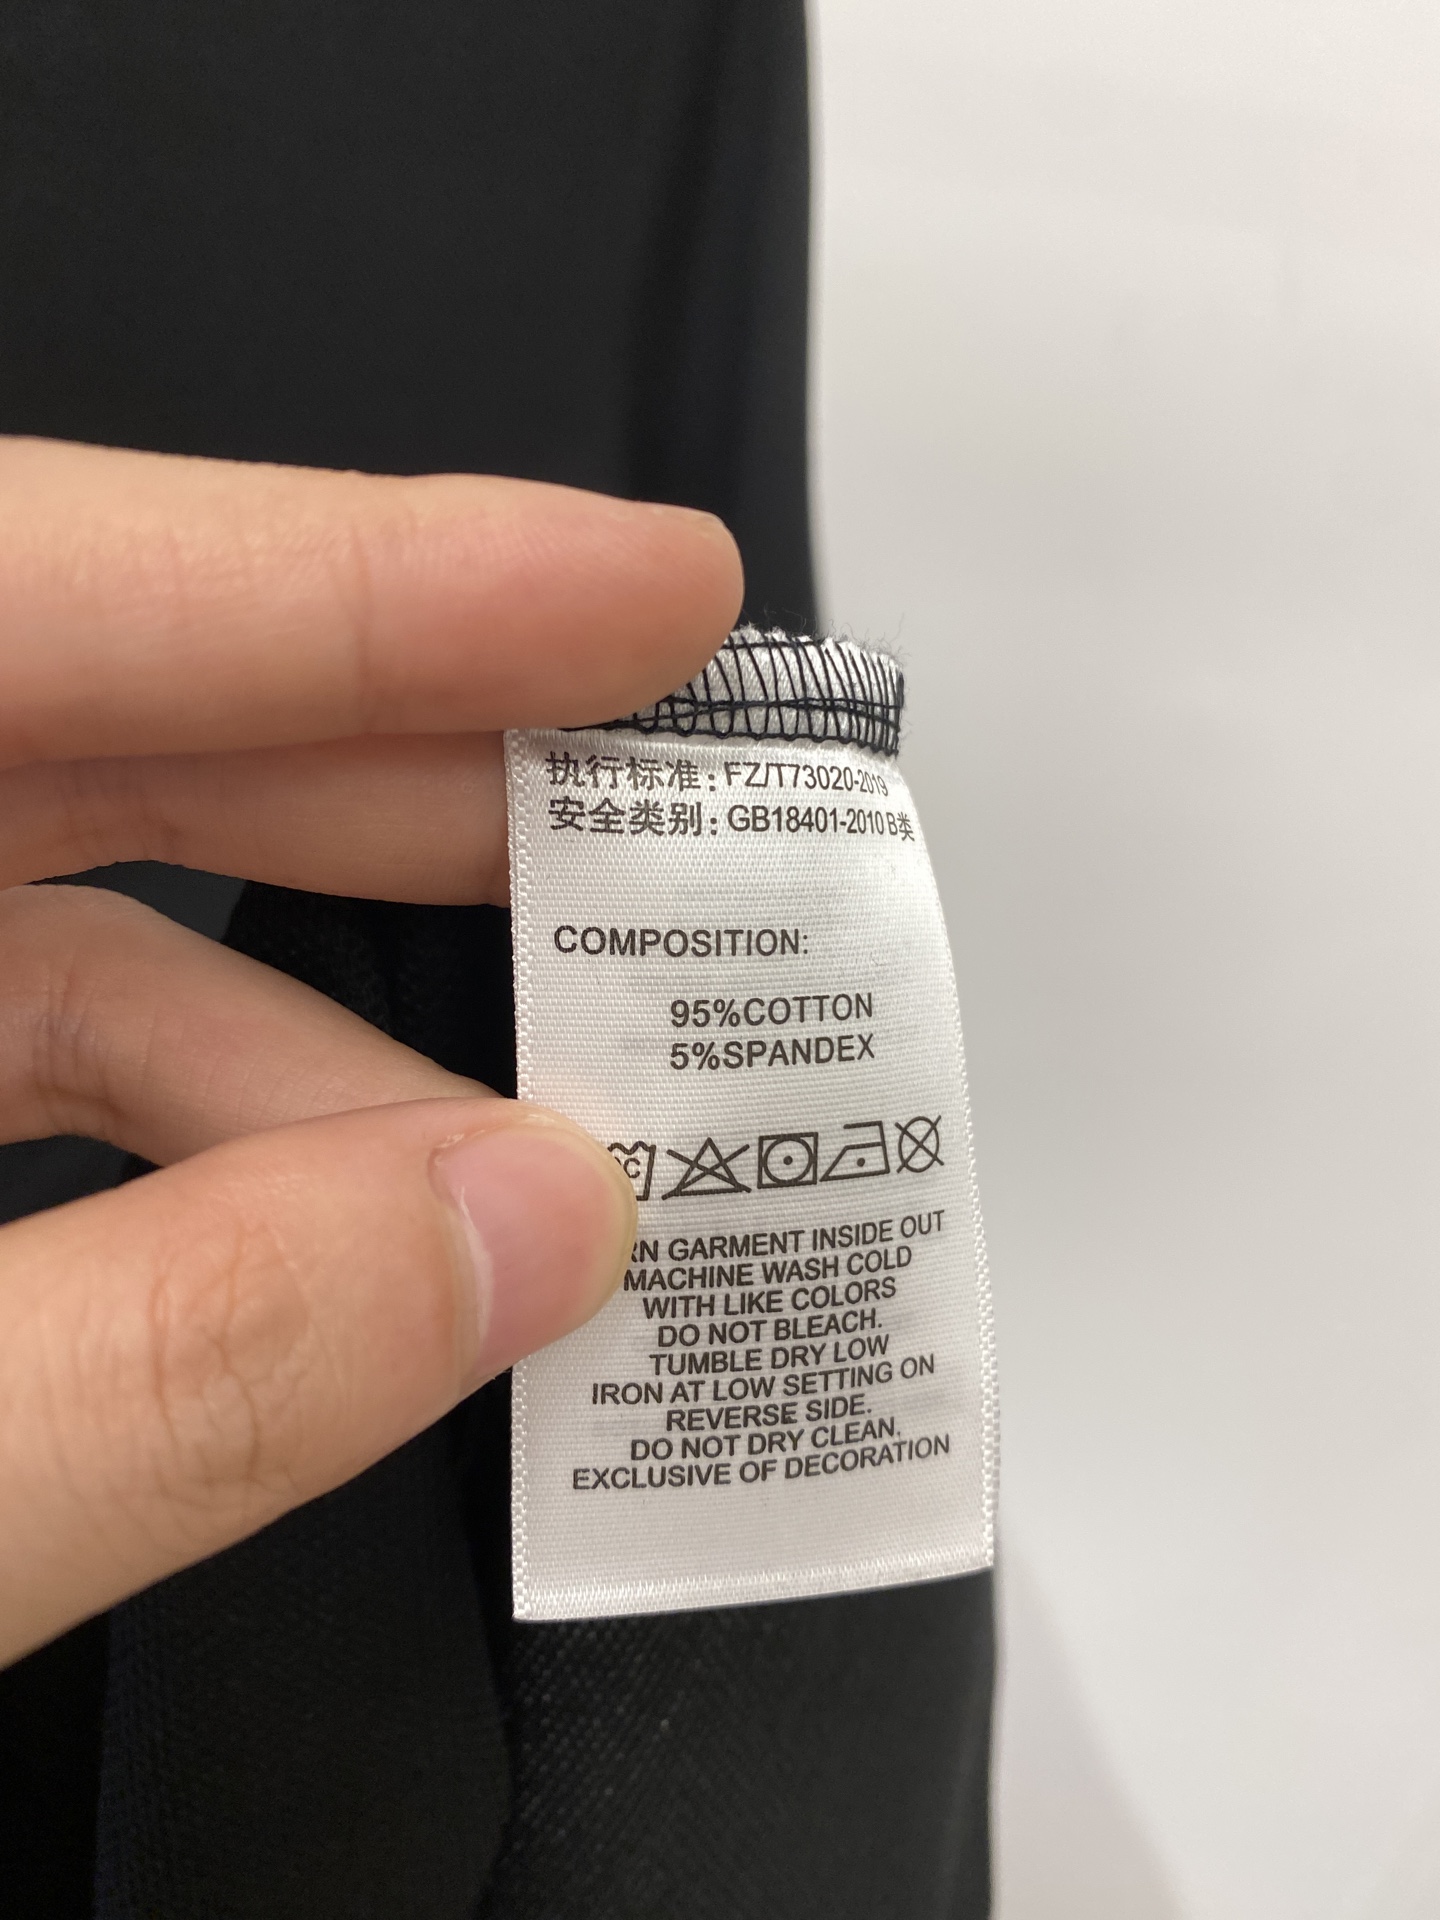 执行标准: FZ/T73020-2019
安全类别: GB18401-2010 B类
COMPOSITION:
95%COTTON
5%SPANDEX
GARMENT INSIDE OUT
MACHINE WASH COLD
WITH LIKE COLORS
DO NOT BLEACH.
TUMBLE DRY LOW
IRON AT LOW SETTING ON
REVERSE SIDE.
DO NOT DRY CLEAN.
EXCLUSIVE OF DECORATION